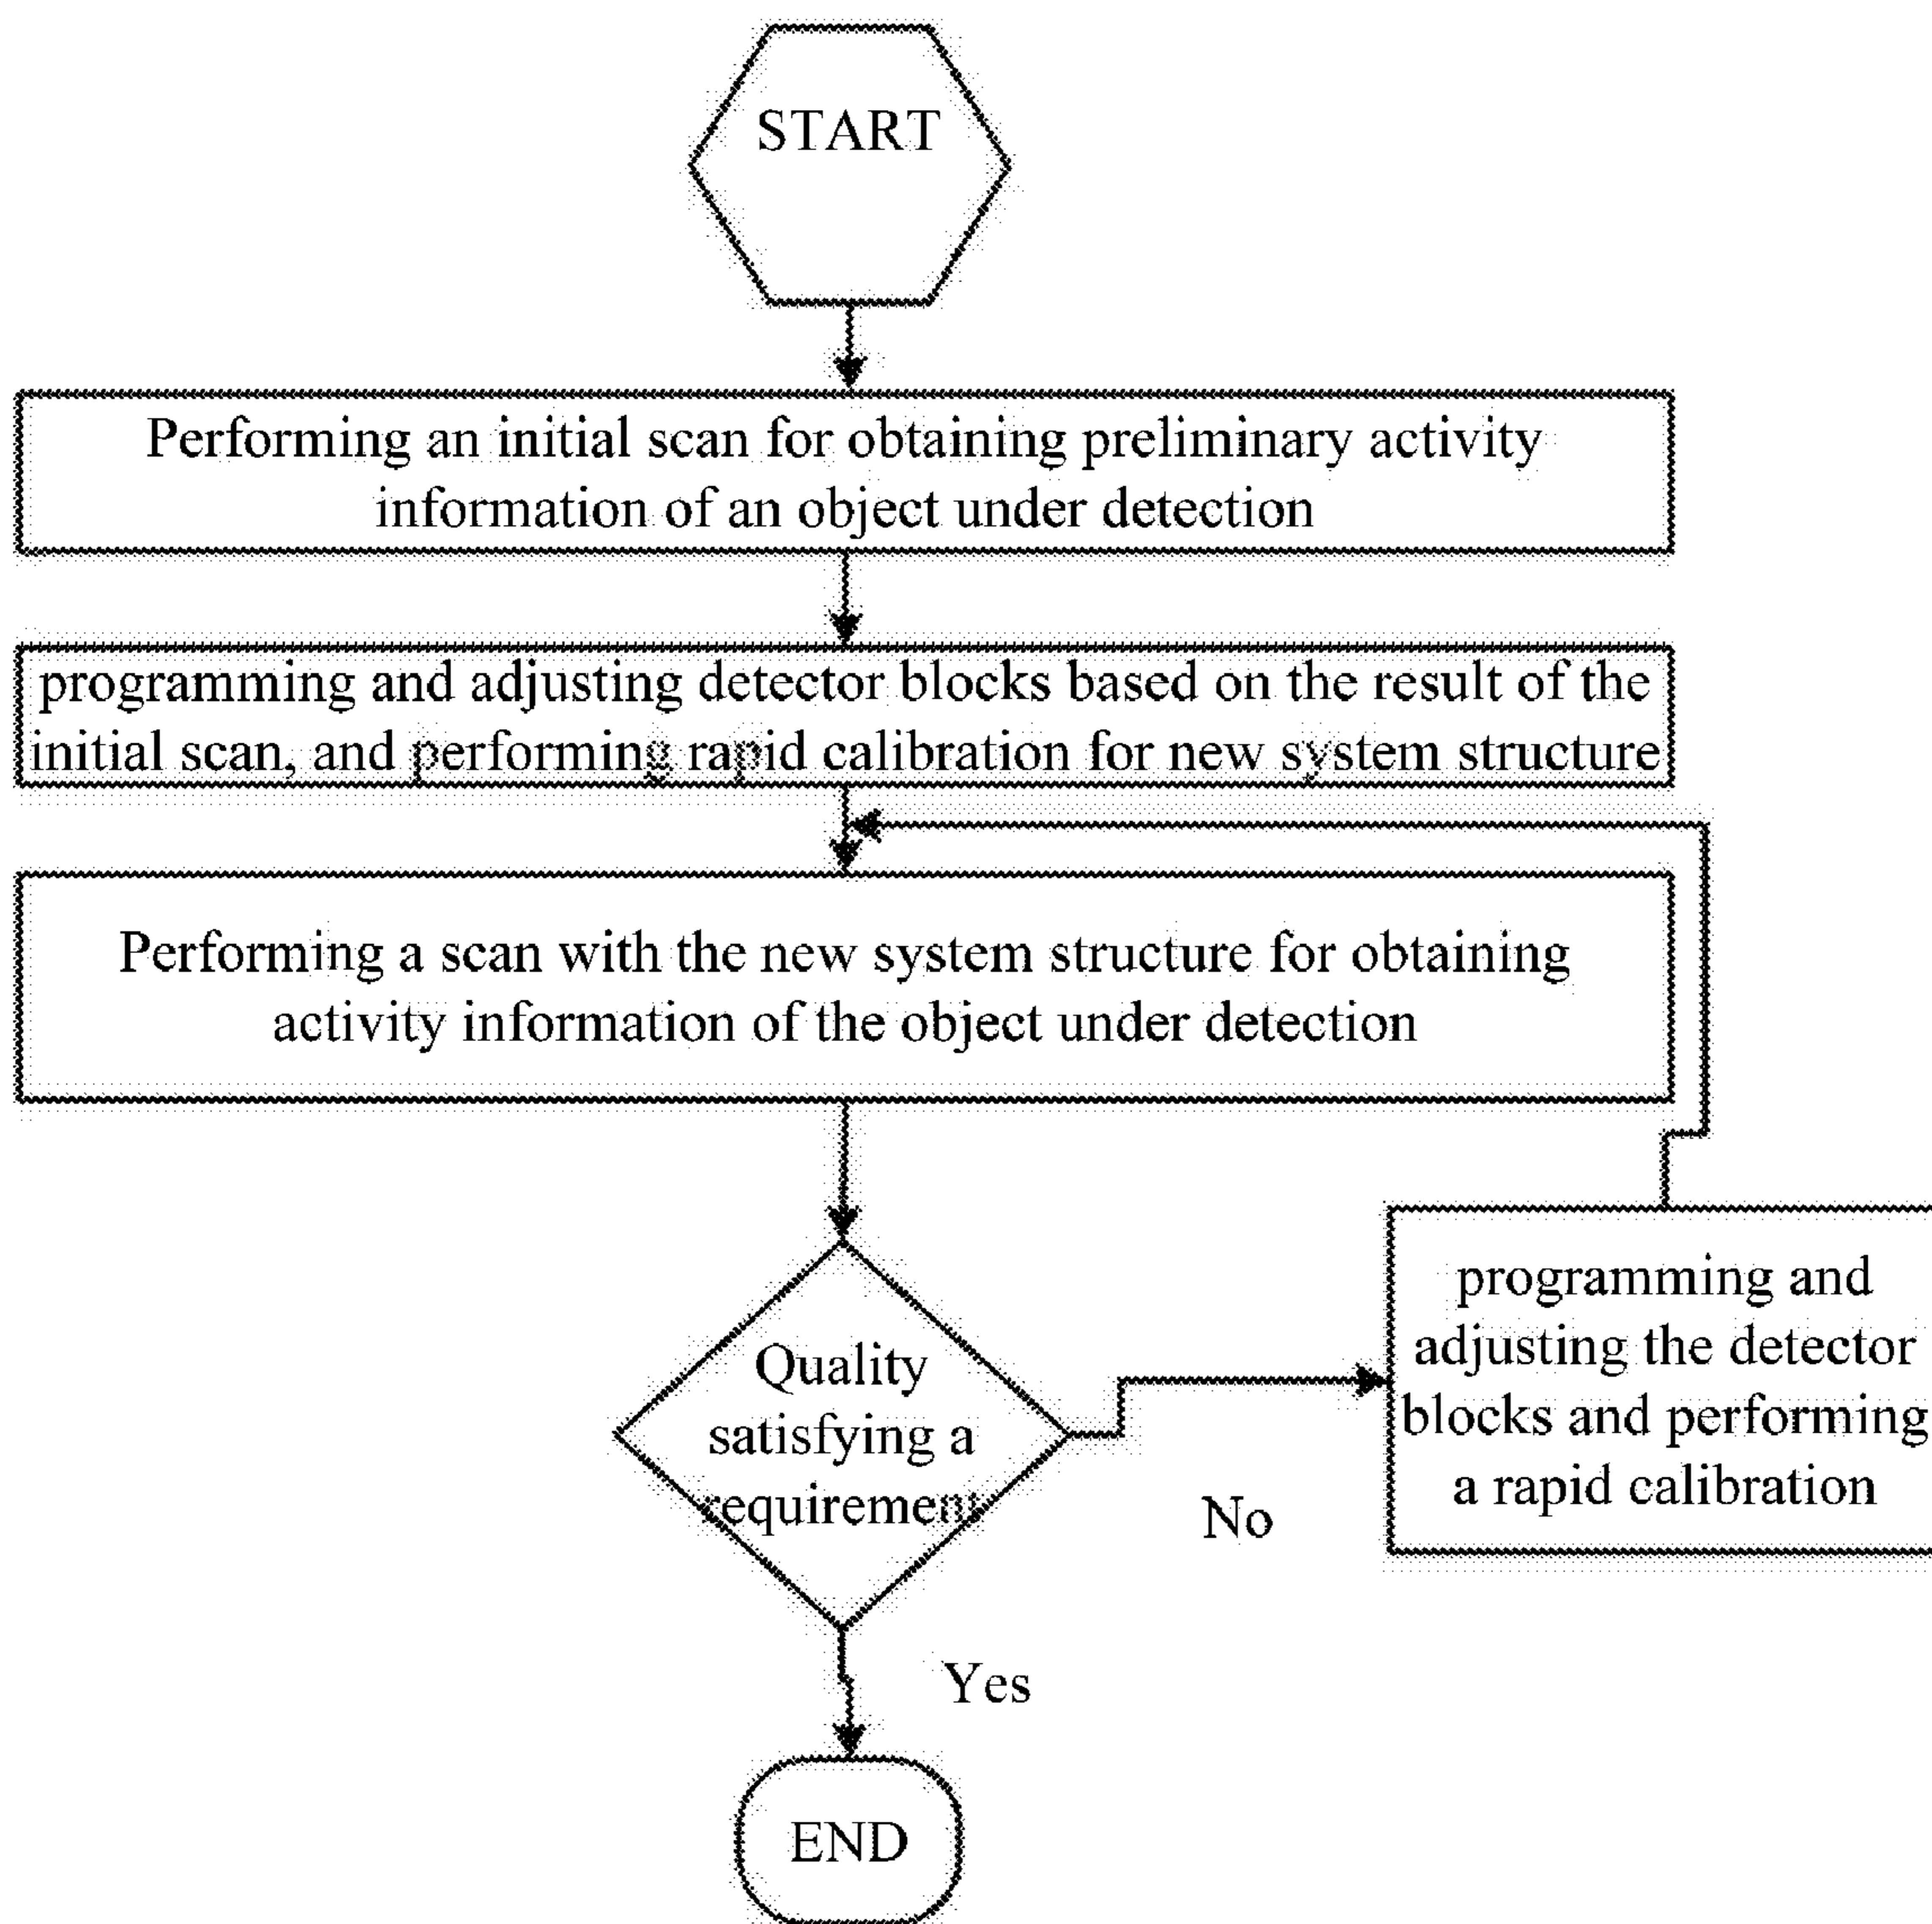 START
Performing an initial scan for obtaining preliminary activity
information of an object under detection
programming and adjusting detector blocks based on the result of the
initial scan, and performing rapid calibration for new system structure
Performing a scan with the new system structure for obtaining
activity information of the object under detection
Quality
satisfying a
requirement
No
programming and
adjusting the detector
blocks and performing
a rapid calibration
Yes
END